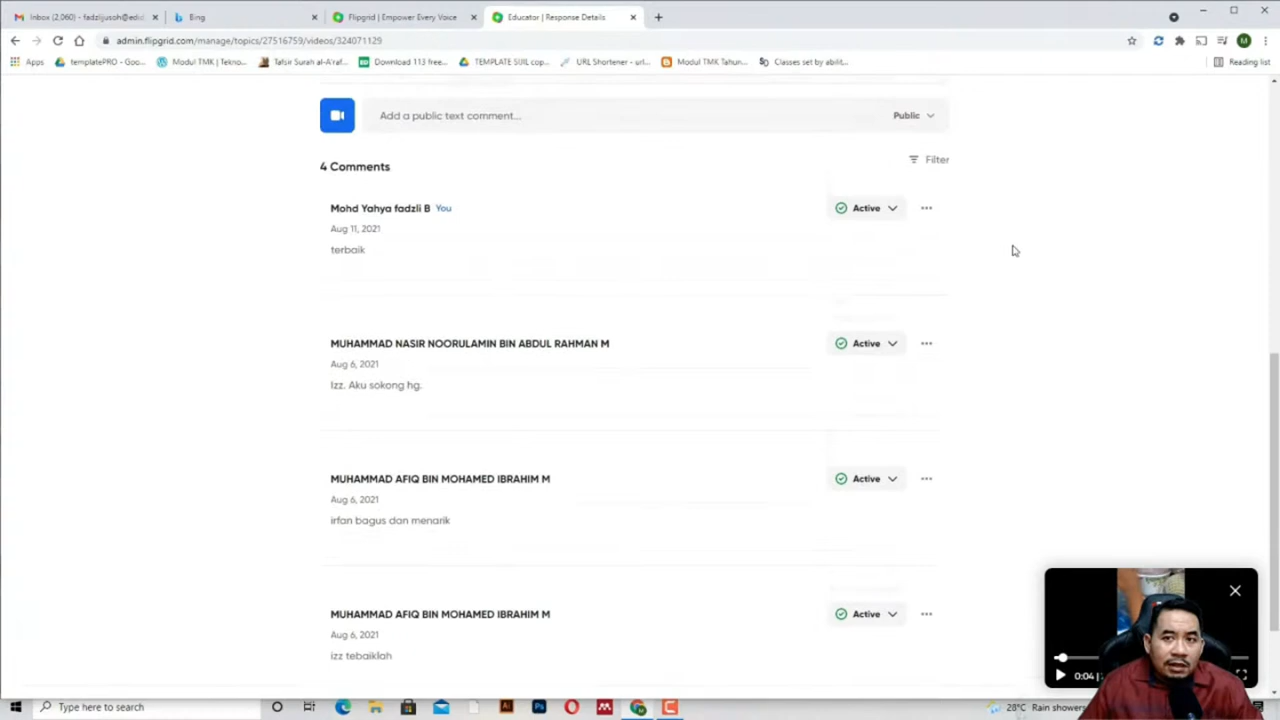 Inbox (2,060) - fadzlijusoh@edid
Bing
Flipgrid | Empower Every Voice
Educator | Response Details
admin.flipgrid.com/manage/topics/27516759/videos/324071129
M
Apps
templatePRO - Goo...
Modul TMK | Tekno...
Tafsir Surah al-A'raf...
Download 113 free...
TEMPLATE SIJIL cop...
URL Shortener - url...
Modul TMK Tahun...
Classes set by abilit...
Reading list
Add a public text comment...
Public
4 Comments
Filter
Mohd Yahya fadzli B You
Active
Aug 11, 2021
terbaik
MUHAMMAD NASIR NOORULAMIN BIN ABDUL RAHMAN M
Active
Aug 6, 2021
Izz. Aku sokong hg.
MUHAMMAD AFIQ BIN MOHAMED IBRAHIM M
Active
Aug 6, 2021
irfan bagus dan menarik
MUHAMMAD AFIQ BIN MOHAMED IBRAHIM M
Active
Aug 6, 2021
izz tebaiklah
0:04
Type here to search
28°C Rain showers